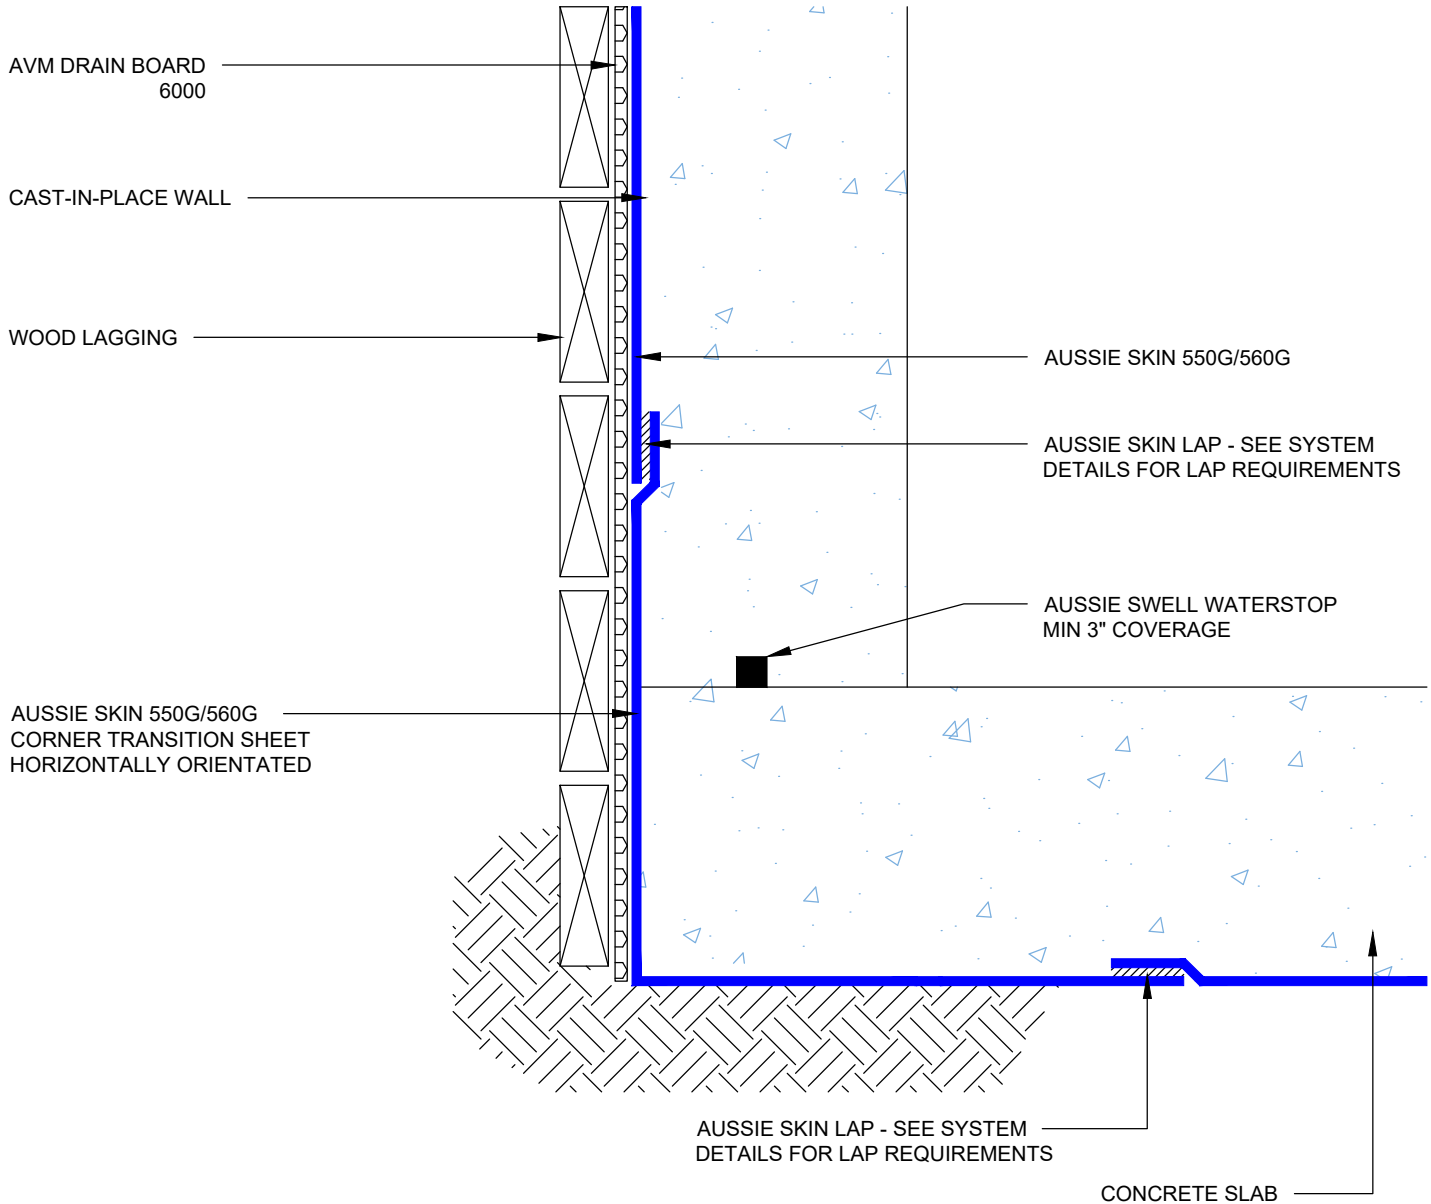 AVM DRAIN BOARD
6000
CAST-IN-PLACE WALL
WOOD LAGGING
AUSSIE SKIN 550G/560G
AUSSIE SKIN LAP - SEE SYSTEM
DETAILS FOR LAP REQUIREMENTS
AUSSIE SWELL WATERSTOP
MIN 3" COVERAGE
AUSSIE SKIN 550G/560G
CORNER TRANSITION SHEET
HORIZONTALLY ORIENTATED
AUSSIE SKIN LAP - SEE SYSTEM
DETAILS FOR LAP REQUIREMENTS
CONCRETE SLAB